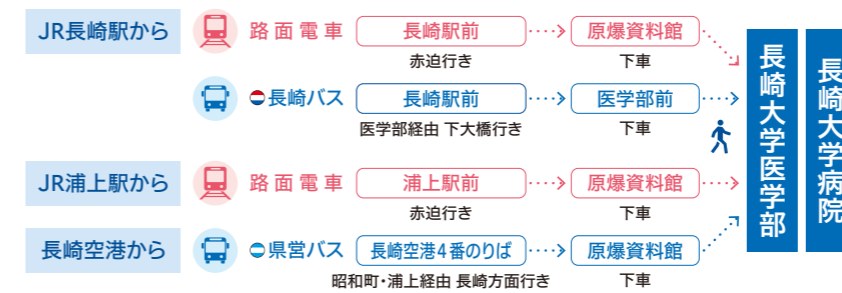 JR長崎駅から
路面電車
長崎駅前
原爆資料館
赤迫行き
下車
長崎バス
長崎駅前
医学部前
医学部経由 下大橋行き
下車
JR浦上駅から
路面電車
浦上駅前
原爆資料館
赤迫行き
下車
長崎空港から
県営バス
長崎空港4番のりば
原爆資料館
昭和町・浦上経由 長崎方面行き
下車
長崎大学医学部
長崎大学病院